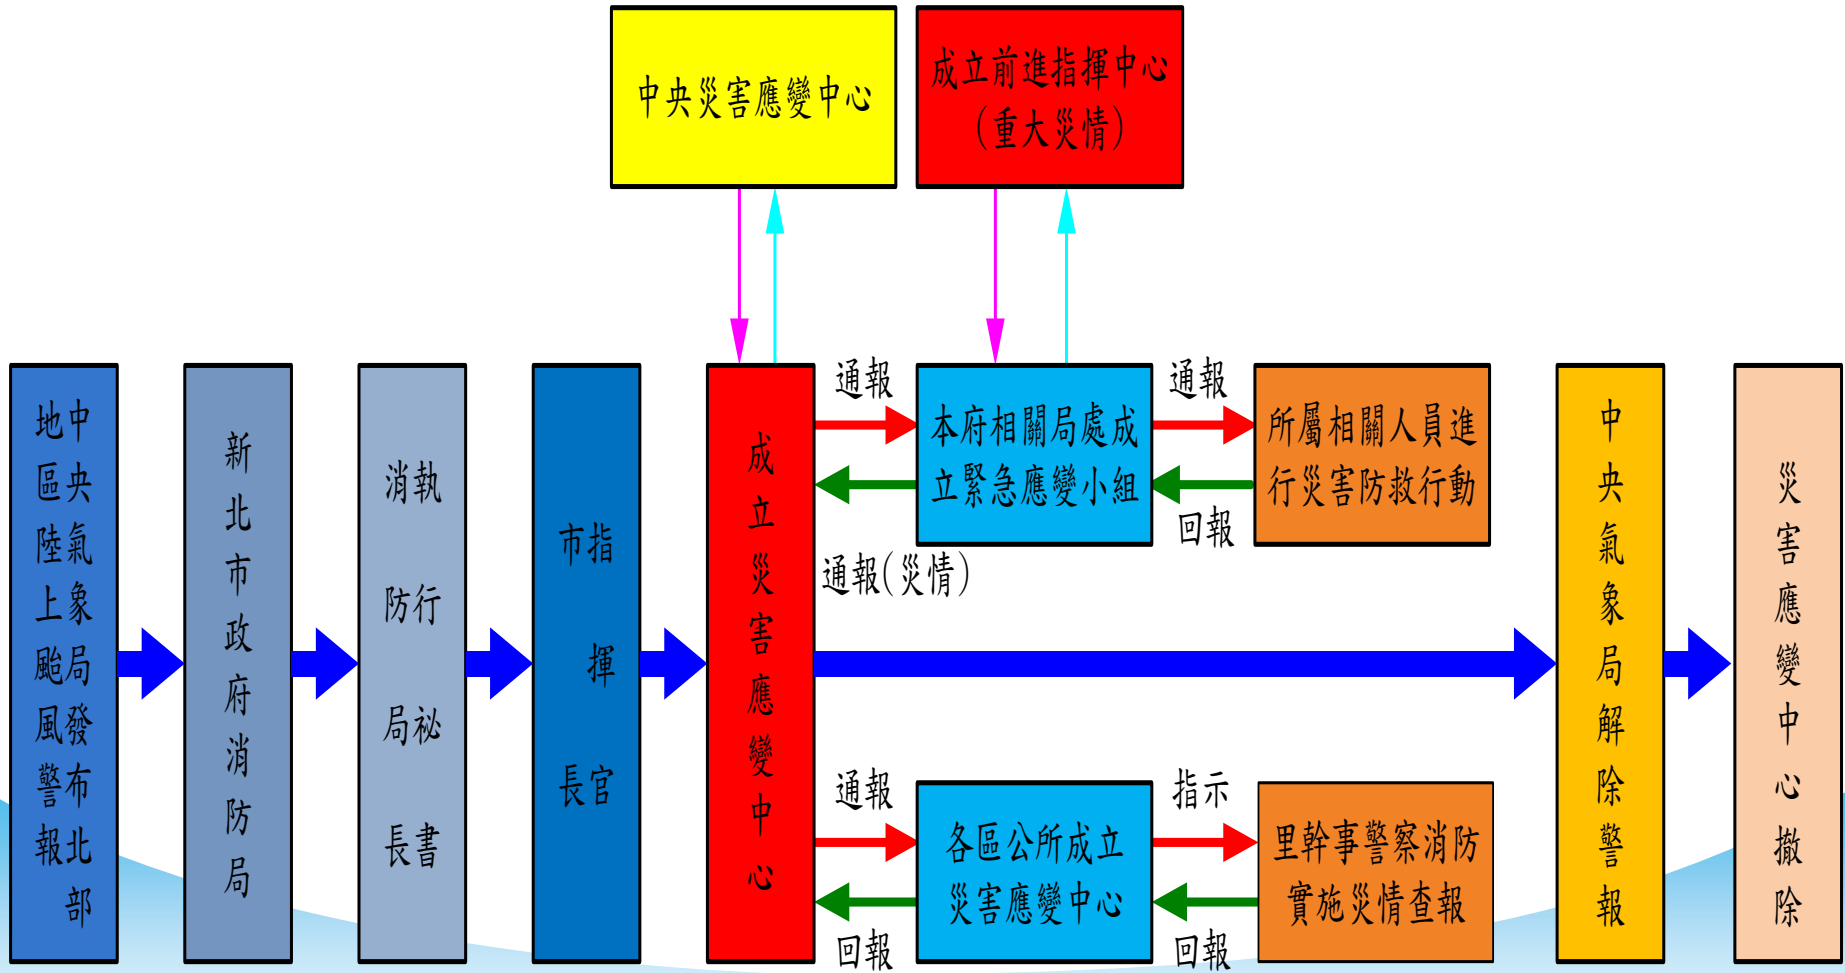 中央災害應變中心
成立前進指揮中心
(重大災情)
中央氣象局發布北部
地區陸上颱風警報
新北市政府消防局
執行祕書
消防局長
指揮官
市長
成立災害應變中心
通報
本府相關局處成
立緊急應變小組
通報
回報
所屬相關人員進
行災害防救行動
通報(災情)
通報
回報
各區公所成立
災害應變中心
指示
回報
里幹事警察消防
實施災情查報
中央氣象局解除警報
災害應變中心撤除